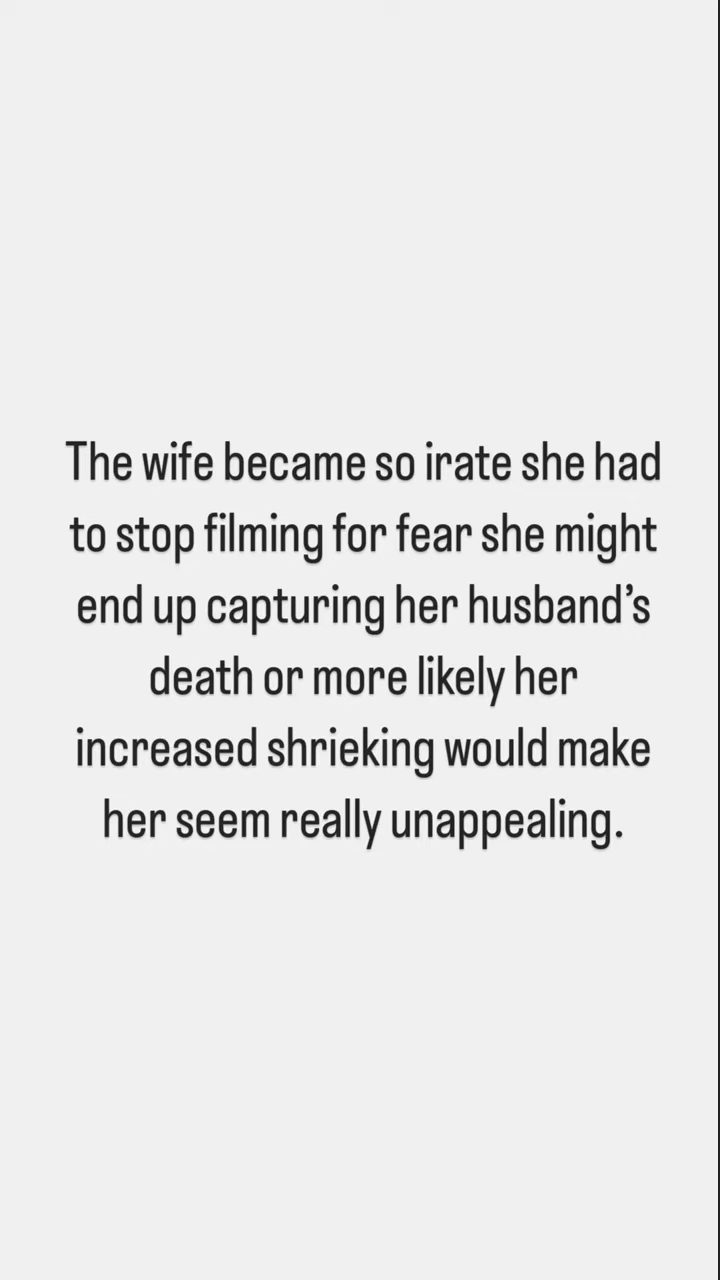 The wife became so irate she had
to stop filming for fear she might
end up capturing her husband’s
death or more likely her
increased shrieking would make
her seem really unappealing.